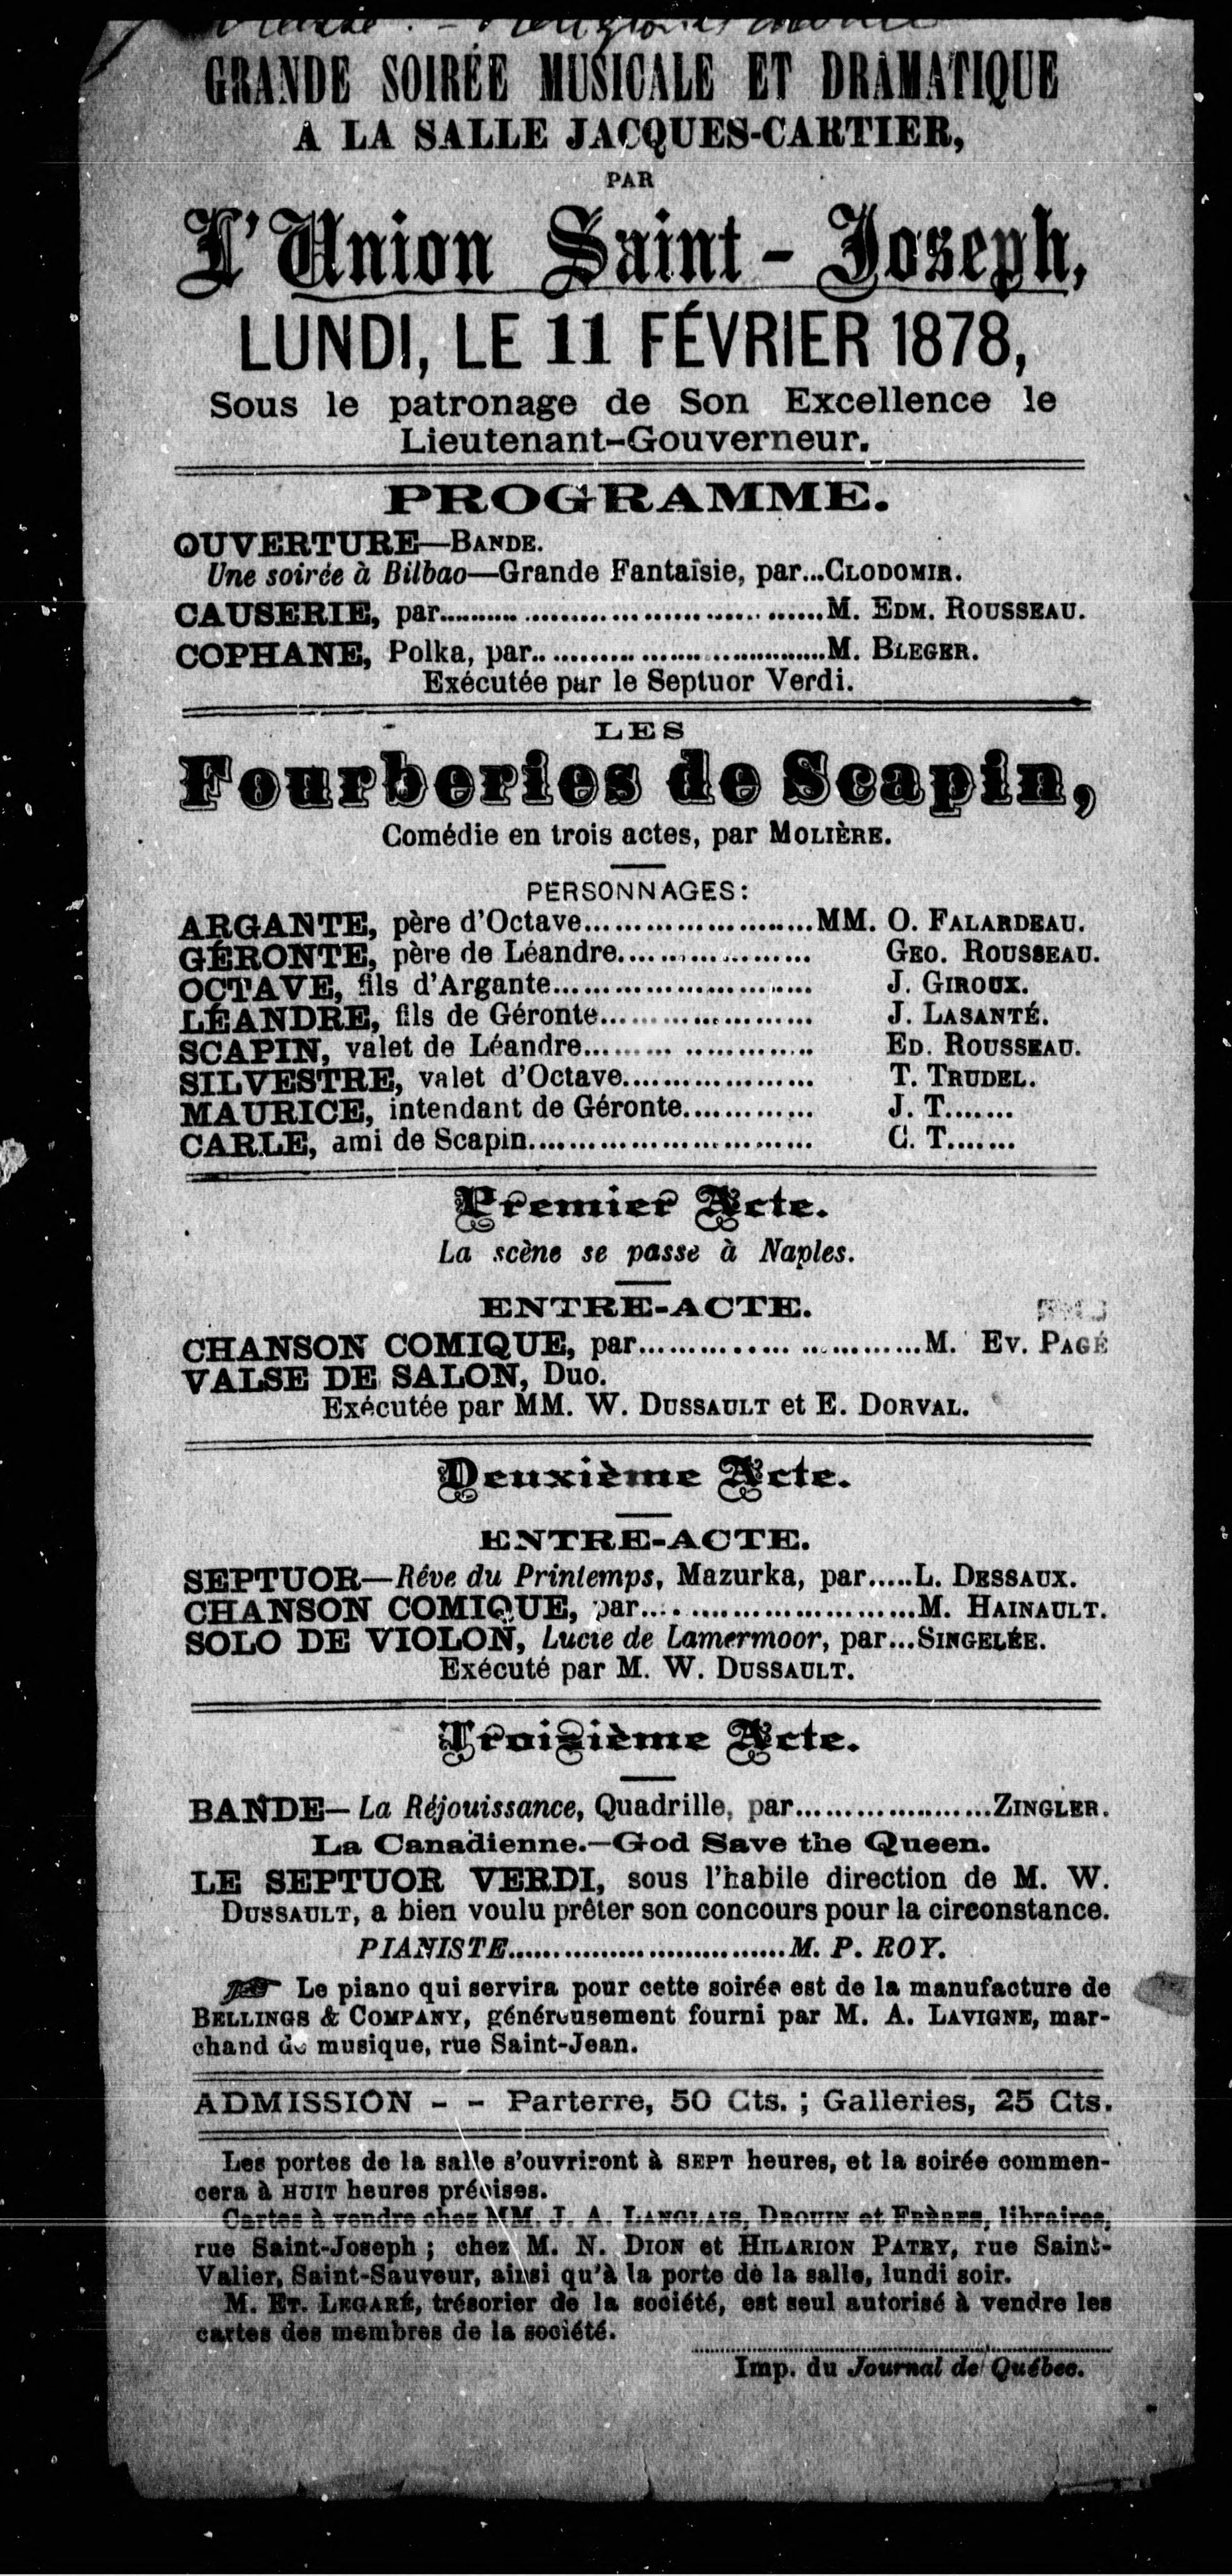 GRANDE SOIRÉE MUSICALE ET DRAMATIQUE
A LA SALLE JACQUES-CARTIER,
PAR
L'Union Saint-Joseph,
LUNDI, LE 11 FÉVRIER 1878,
Sous le patronage de Son Excellence le
Lieutenant-Gouverneur.
PROGRAMME.
OUVERTURE—BANDE.
Une soirée à Bilbao—Grande Fantaïsie, par...CLODOMIR.
CAUSERIE, par..................................................M. EDM. ROUSSEAU.
COPHANE, Polka, par......................................M. BLEGER.
Exécutée par le Septuor Verdi.
LES
Fourberies de Scapin,
Comédie en trois actes, par MOLIÈRE.
PERSONNAGES:
ARGANTE, père d'Octave.........................MM. O. FALARDEAU.
GÉRONTE, père de Léandre..................... GEO. ROUSSEAU.
OCTAVE, fils d'Argante............................ J. GIROUX.
LÉANDRE, fils de Géronte....................... J. LASANTÉ.
SCAPIN, valet de Léandre......................... ED. ROUSSEAU.
SILVESTRE, valet d'Octave..................... T. TRUDEL.
MAURICE, intendant de Géronte.............. J. T.......
CARLE, ami de Scapin............................... C. T.......
Premier Acte.
La scène se passe à Naples.
ENTRE-ACTE.
CHANSON COMIQUE, par...............................M. EV. PAGÉ
VALSE DE SALON, Duo.
Exécutée par MM. W. DUSSAULT et E. DORVAL.
Deuxième Acte.
ENTRE-ACTE.
SEPTUOR—Rêve du Printemps, Mazurka, par.....L. DESSAUX.
CHANSON COMIQUE, par..............................M. HAINAULT.
SOLO DE VIOLON, Lucie de Lamermoor, par...SINGELÉE.
Exécuté par M. W. DUSSAULT.
Troisième Acte.
BANDE—La Réjouissance, Quadrille, par.....................ZINGLER.
La Canadienne.—God Save the Queen.
LE SEPTUOR VERDI, sous l'habile direction de M. W.
DUSSAULT, a bien voulu prêter son concours pour la circonstance.
PIANISTE..............................M. P. ROY.
☞ Le piano qui servira pour cette soirée est de la manufacture de
BELLINGS & COMPANY, généreusement fourni par M. A. LAVIGNE, mar-
chand de musique, rue Saint-Jean.
ADMISSION - - Parterre, 50 Cts. ; Galleries, 25 Cts.
Les portes de la salle s'ouvriront à SEPT heures, et la soirée commen-
cera à HUIT heures précises.
Cartes à vendre chez MM. J. A. LANGLAIS, DROUIN et FRÈRES, libraires,
rue Saint-Joseph ; chez M. N. DION et HILARION PATRY, rue Saint-
Valier, Saint-Sauveur, ainsi qu'à la porte de la salle, lundi soir.
M. ET. LEGARÉ, trésorier de la société, est seul autorisé à vendre les
cartes des membres de la société.
Imp. du Journal de Québec.